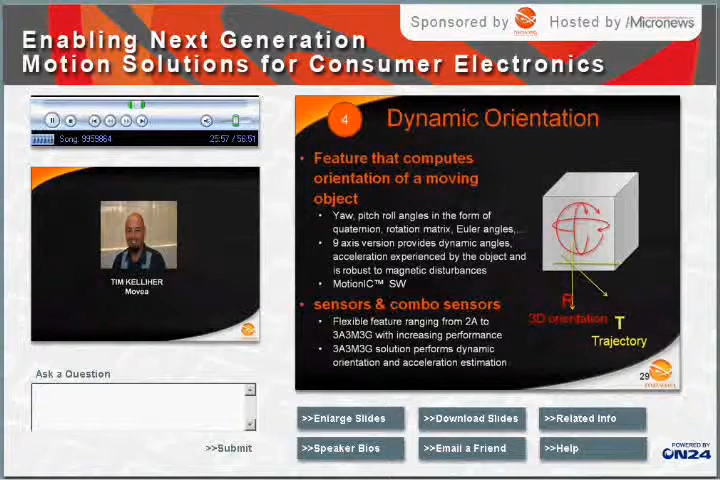 Sponsored by
Hosted by iMicronews
Enabling Next Generation
Motion Solutions for Consumer Electronics
Song: 9959864
25:57 / 56:51
TIM KELLIHER
Movea
Ask a Question
>>Submit
4
Dynamic Orientation
• Feature that computes
orientation of a moving
object
• Yaw, pitch roll angles in the form of
quaternion, rotation matrix, Euler angles,...
• 9 axis version provides dynamic angles,
acceleration experienced by the object and
is robust to magnetic disturbances
• MotionIC™ SW
• sensors & combo sensors
• Flexible feature ranging from 2A to
3A3M3G with increasing performance
• 3A3M3G solution performs dynamic
orientation and acceleration estimation
R
3D orientation
T
Trajectory
29
>>Enlarge Slides
>>Download Slides
>>Related Info
>>Speaker Bios
>>Email a Friend
>>Help
POWERED BY
ON24